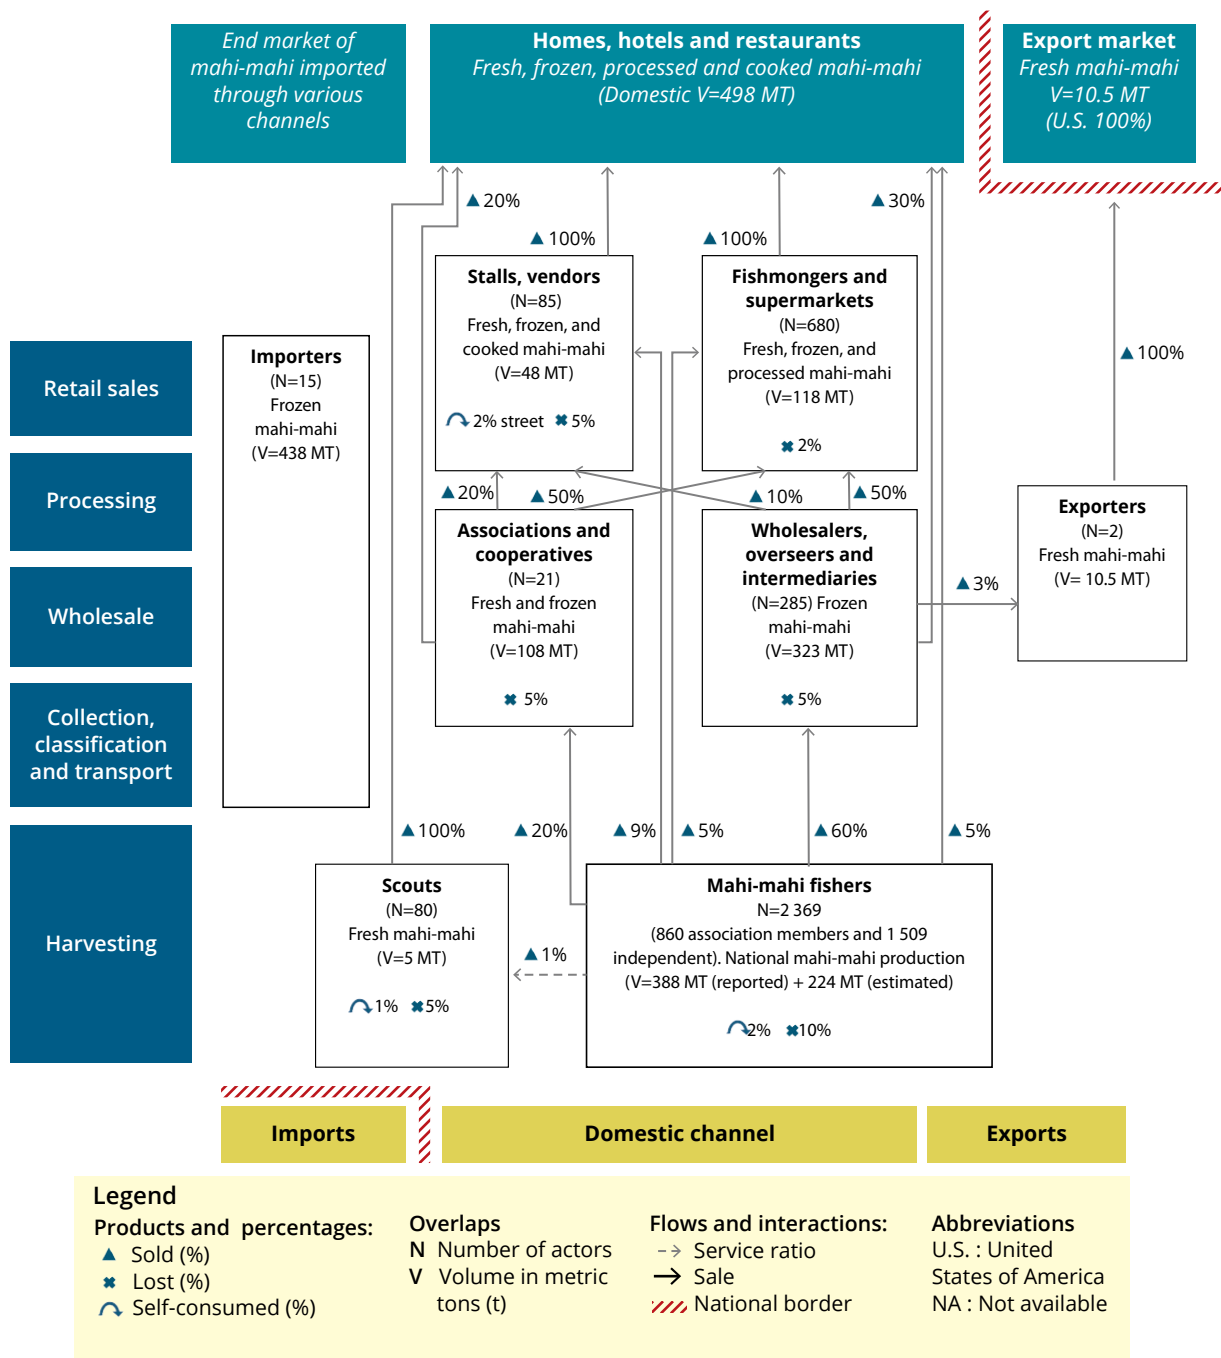 End market of
mahi-mahi imported
through various
channels
Homes, hotels and restaurants
Fresh, frozen, processed and cooked mahi-mahi
(Domestic V=498 MT)
Export market
Fresh mahi-mahi
V=10.5 MT
(U.S. 100%)
20%
30%
100%
100%
Stalls, vendors
(N=85)
Fresh, frozen, and
cooked mahi-mahi
(V=48 MT)
2% street 5%
Fishmongers and
supermarkets
(N=680)
Fresh, frozen, and
processed mahi-mahi
(V=118 MT)
2%
100%
Importers
(N=15)
Frozen
mahi-mahi
(V=438 MT)
Retail sales
Processing
Wholesale
Collection,
classification
and transport
Harvesting
20%
50%
10%
50%
Associations and
cooperatives
(N=21)
Fresh and frozen
mahi-mahi
(V=108 MT)
5%
Wholesalers,
overseers and
intermediaries
(N=285) Frozen
mahi-mahi
(V=323 MT)
5%
3%
Exporters
(N=2)
Fresh mahi-mahi
(V= 10.5 MT)
100%
20%
9%
5%
60%
5%
Scouts
(N=80)
Fresh mahi-mahi
(V=5 MT)
1% 5%
1%
Mahi-mahi fishers
N=2 369
(860 association members and 1 509
independent). National mahi-mahi production
(V=388 MT (reported) + 224 MT (estimated)
2% 10%
Imports
Domestic channel
Exports
Legend
Products and percentages:
Sold (%)
Lost (%)
Self-consumed (%)
Overlaps
N Number of actors
V Volume in metric
tons (t)
Flows and interactions:
Service ratio
Sale
National border
Abbreviations
U.S. : United
States of America
NA : Not available